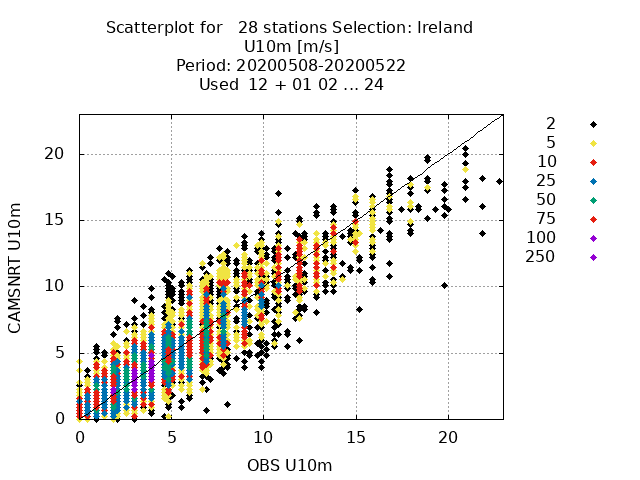 Scatterplot for   28 stations Selection: Ireland
U10m [m/s]
Period: 20200508-20200522
Used  12 + 01 02 ... 24
2
5
10
25
50
75
100
250
20
15
10
5
0
CAMSNRT U10m
0 5 10 15 20
OBS U10m